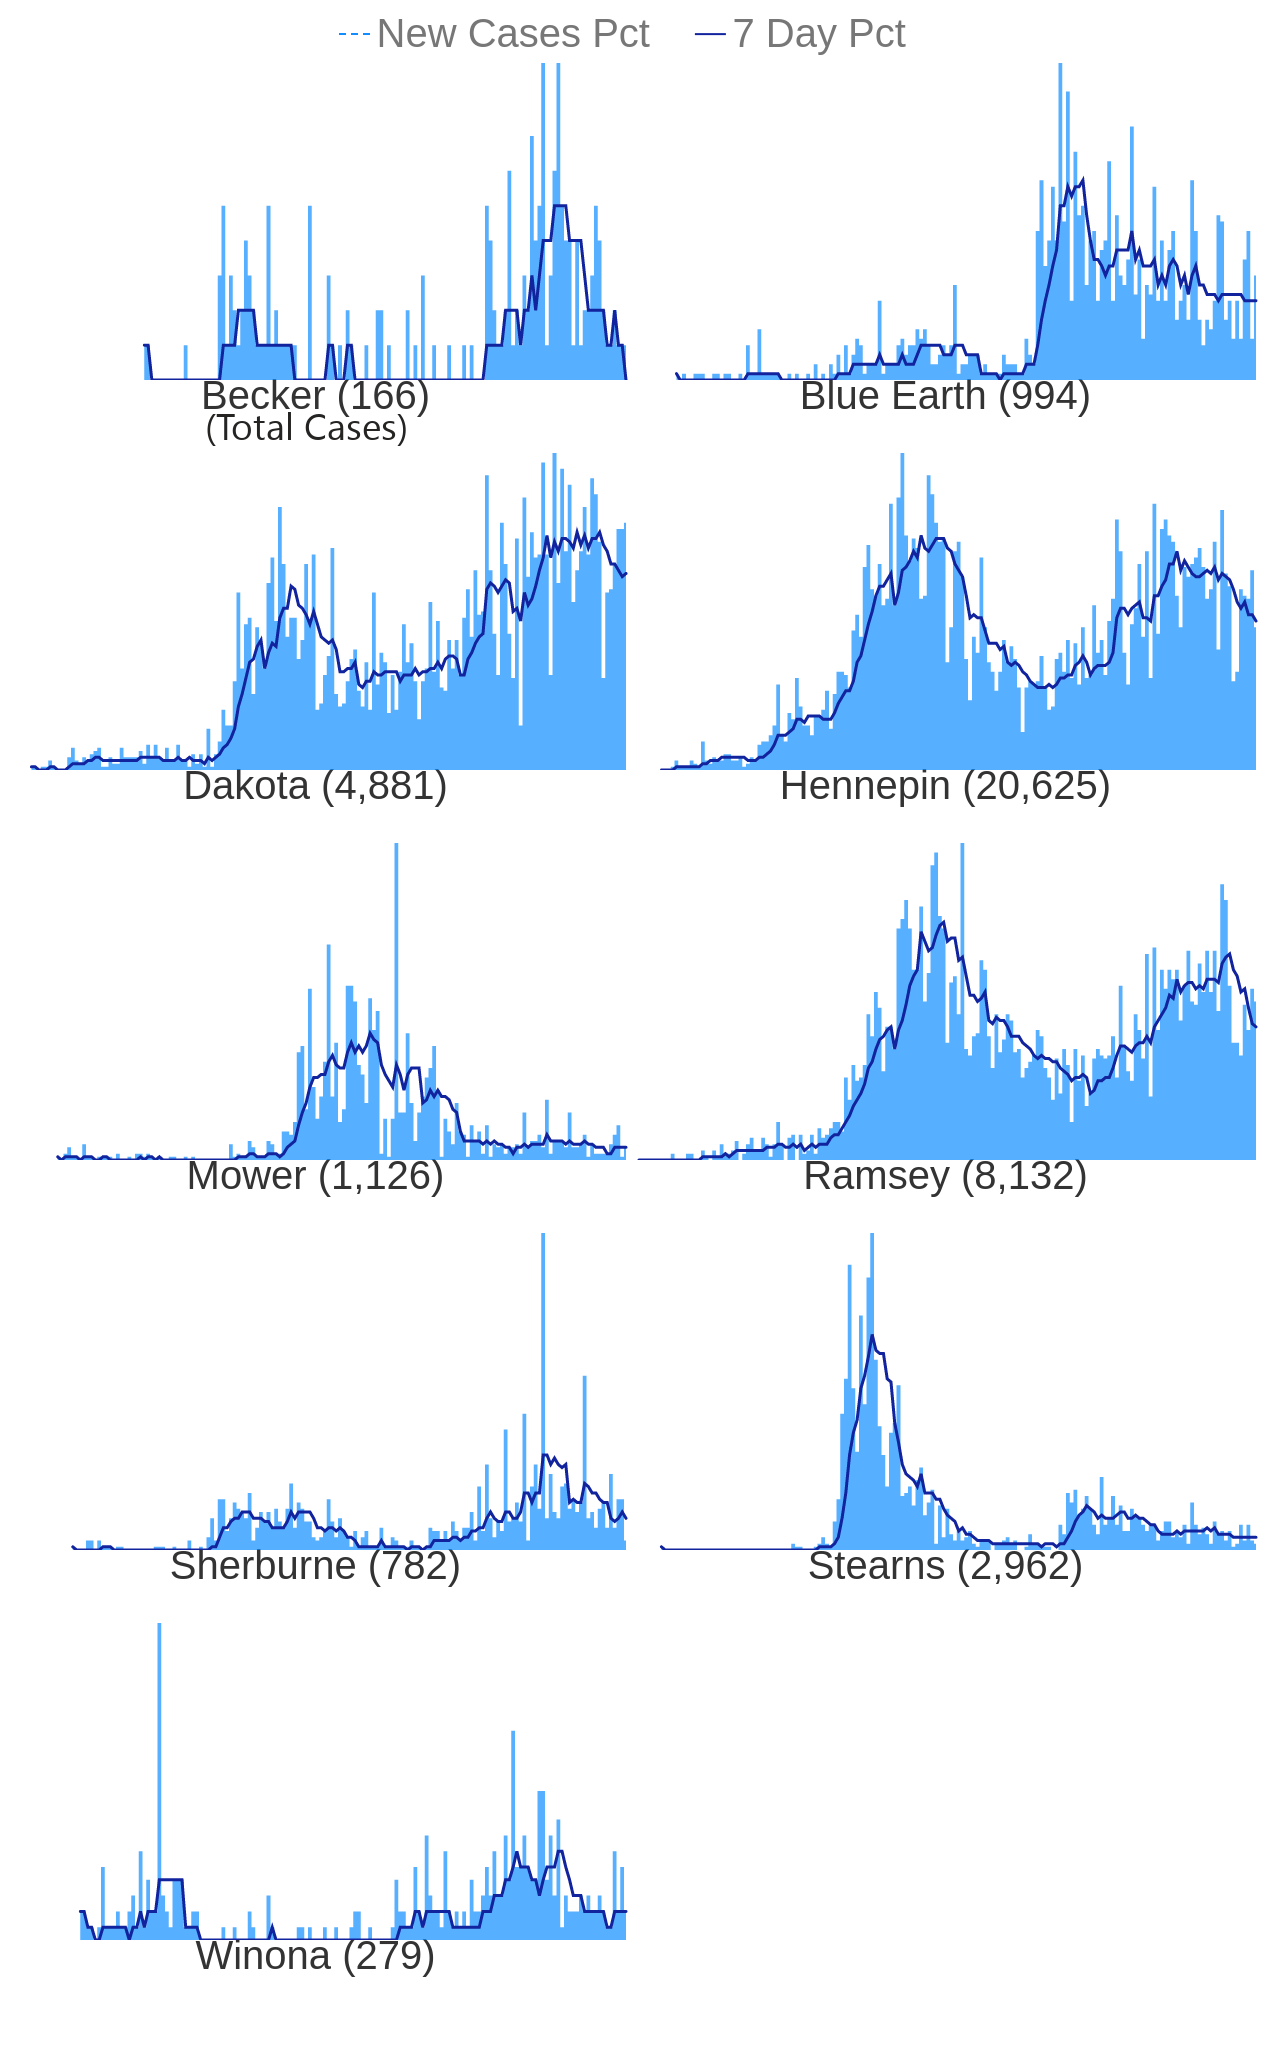 New Cases Pct 7 Day Pct
Becker (166) Blue Earth (994)
(Total Cases)
Dakota (4,881) Hennepin (20,625)
Mower (1,126) Ramsey (8,132)
Sherburne (782) Stearns (2,962)
Winona (279)